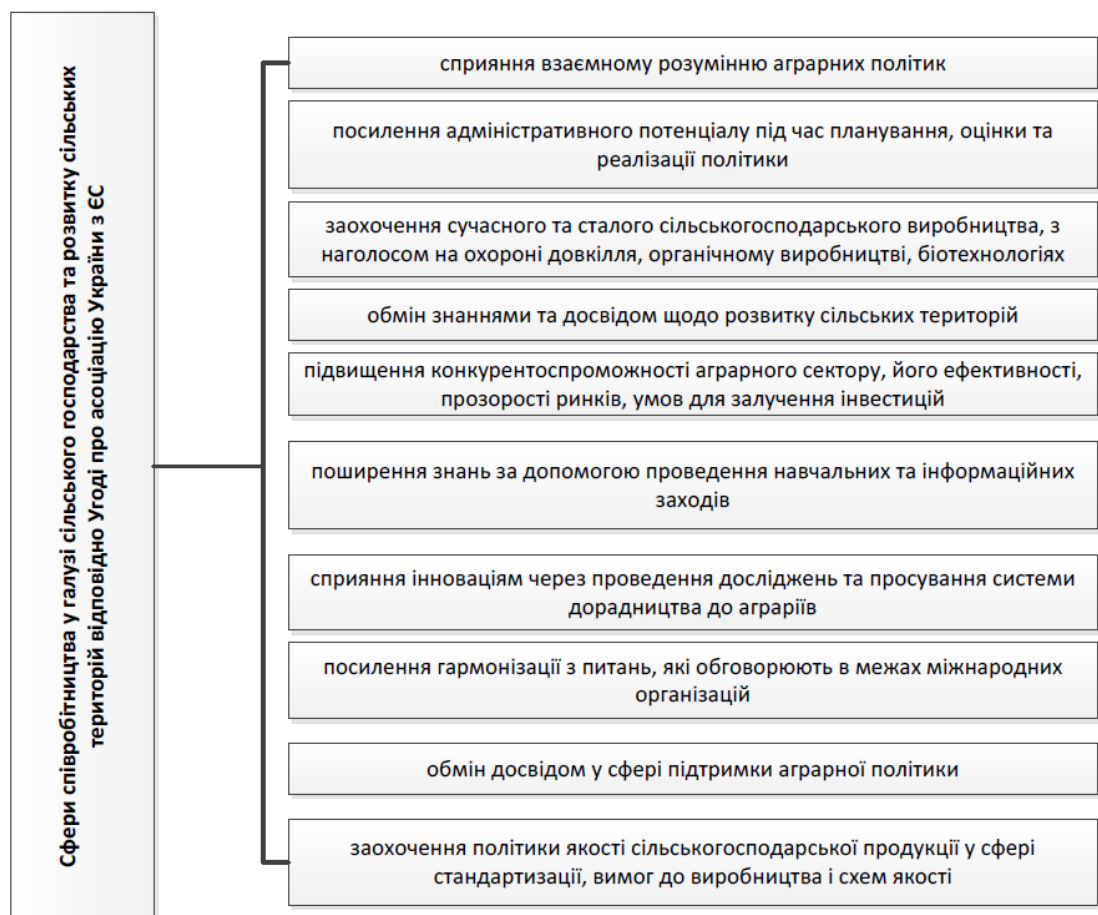 Сфери співробітництва у галузі сільського господарства та розвитку сільських
територій відповідно Угоді про асоціацію України з ЄС
сприяння взаємному розумінню аграрних політик
посилення адміністративного потенціалу під час планування, оцінки та
реалізації політики
заохочення сучасного та сталого сільськогосподарського виробництва, з
наголосом на охороні довкілля, органічному виробництві, біотехнологіях
обмін знаннями та досвідом щодо розвитку сільських територій
підвищення конкурентоспроможності аграрного сектору, його ефективності,
прозорості ринків, умов для залучення інвестицій
поширення знань за допомогою проведення навчальних та інформаційних
заходів
сприяння інноваціям через проведення досліджень та просування системи
дорадництва до аграріїв
посилення гармонізації з питань, які обговорюють в межах міжнародних
організацій
обмін досвідом у сфері підтримки аграрної політики
заохочення політики якості сільськогосподарської продукції у сфері
стандартизації, вимог до виробництва і схем якості